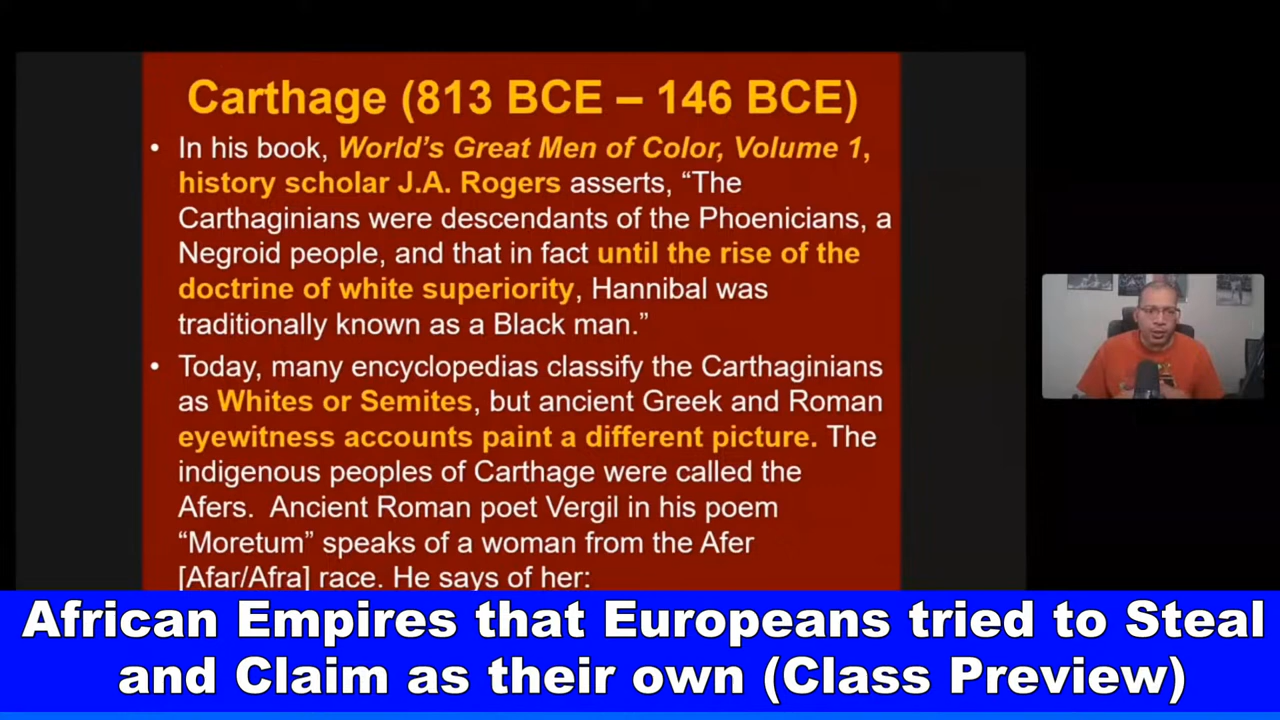 Carthage (813 BCE – 146 BCE)
• In his book, World's Great Men of Color, Volume 1,
history scholar J.A. Rogers asserts, “The
Carthaginians were descendants of the Phoenicians, a
Negroid people, and that in fact until the rise of the
doctrine of white superiority, Hannibal was
traditionally known as a Black man.”
• Today, many encyclopedias classify the Carthaginians
as Whites or Semites, but ancient Greek and Roman
eyewitness accounts paint a different picture. The
indigenous peoples of Carthage were called the
Afers.  Ancient Roman poet Vergil in his poem
“Moretum” speaks of a woman from the Afer
[Afar/Afra] race. He says of her:
African Empires that Europeans tried to Steal
and Claim as their own (Class Preview)